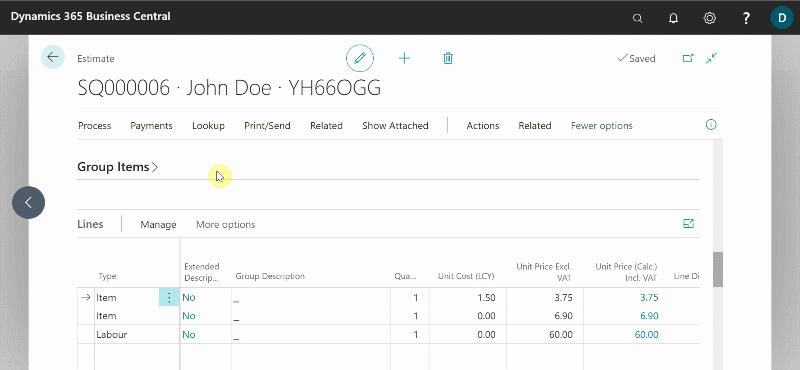 Dynamics 365 Business Central
?
D
Estimate
Saved
SQ000006 · John Doe · YH66OGG
Process Payments Lookup Print/Send Related Show Attached Actions Related Fewer options
Group Items
Lines Manage More options
Type Extended Descrip... Group Description Qua... Unit Cost (LCY) Unit Price Excl. VAT Unit Price (Calc.) Incl. VAT Line Di
Item No _ 1 1.50 3.75 3.75
Item No _ 1 0.00 6.90 6.90
Labour No _ 1 0.00 60.00 60.00